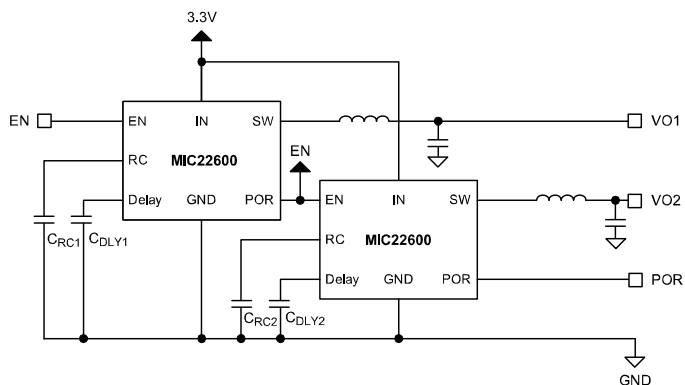 3.3V
EN
EN IN SW
VO1
RC MIC22600
EN
Delay GND POR
EN IN SW
VO2
CRC1 CDLY1
RC MIC22600
Delay GND POR
POR
CRC2 CDLY2
GND